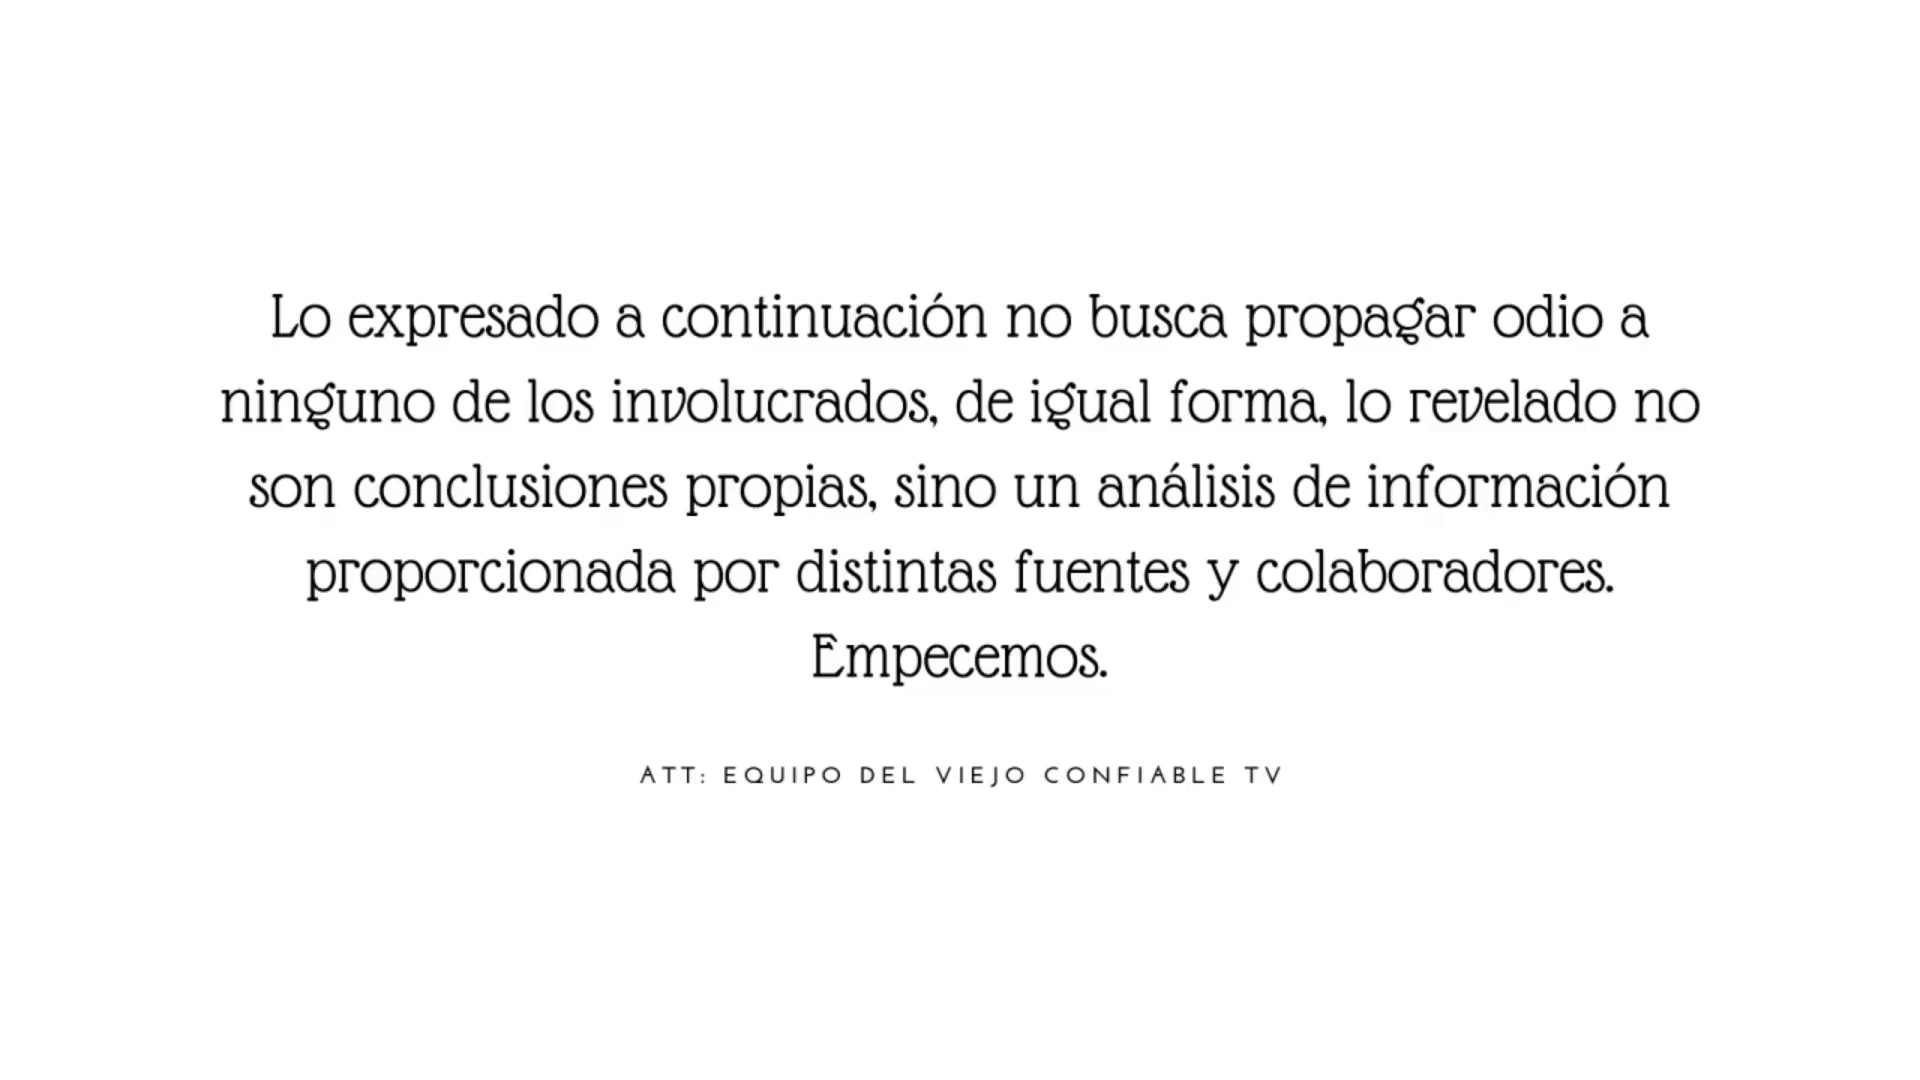 Lo expresado a continuación no busca propagar odio a
ninguno de los involucrados, de igual forma, lo revelado no
son conclusiones propias, sino un análisis de información
proporcionada por distintas fuentes y colaboradores.
Empecemos.
ATT: EQUIPO DEL VIEJO CONFIABLE TV